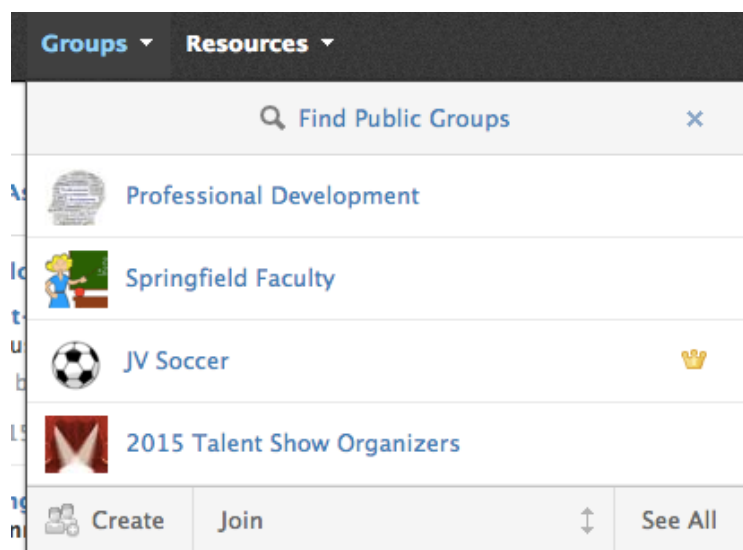 Groups Resources
Find Public Groups
Professional Development
Springfield Faculty
JV Soccer
2015 Talent Show Organizers
Create Join See All